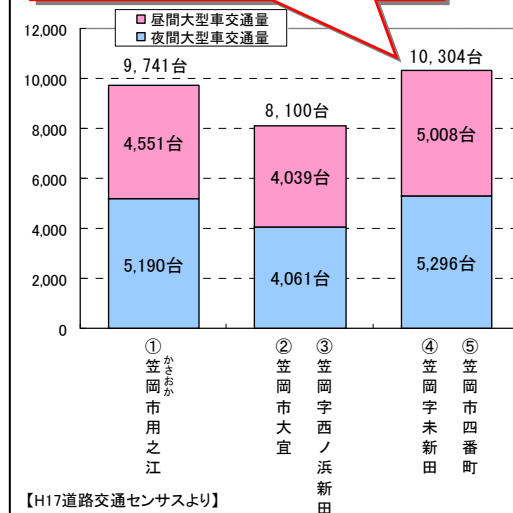 昼間大型車交通量
夜間大型車交通量
12,000
10,000
8,000
6,000
4,000
2,000
0
9,741台
8,100台
10,304台
4,551台
4,039台
5,008台
5,190台
4,061台
5,296台
①笠岡市用之江
かさおか
②笠岡市大宜
③笠岡字西ノ浜新田
④笠岡字未新田
⑤笠岡市四番町
【H17道路交通センサスより】